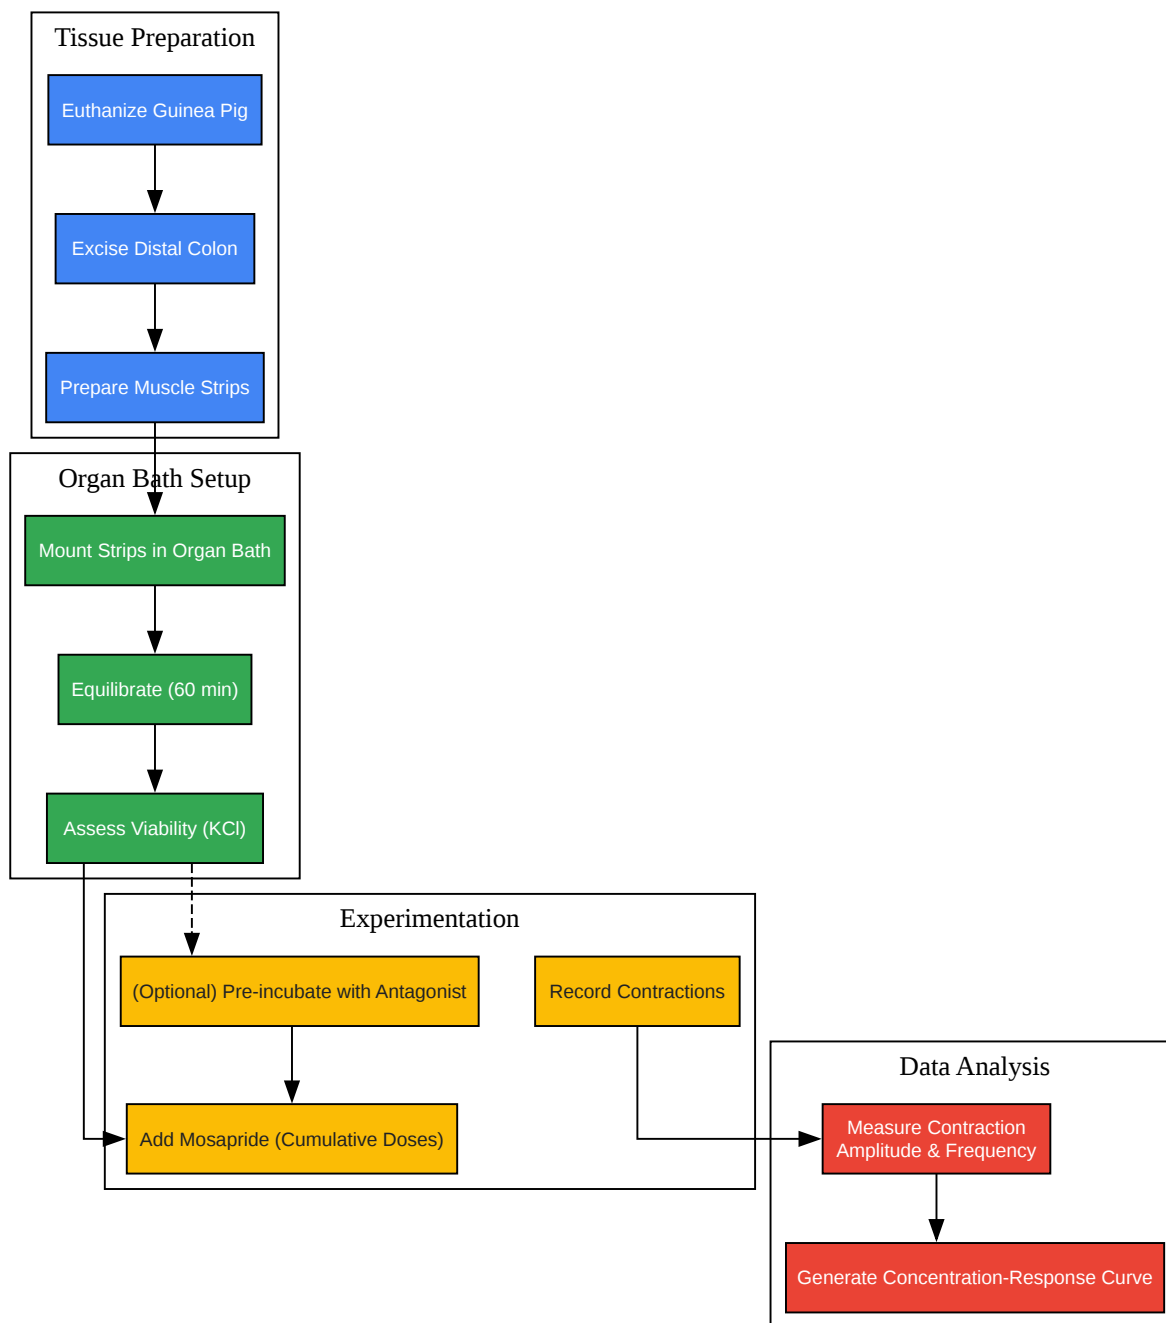 Tissue Preparation
Euthanize Guinea Pig
Excise Distal Colon
Prepare Muscle Strips
Organ Bath Setup
Mount Strips in Organ Bath
Equilibrate (60 min)
Assess Viability (KCl)
Experimentation
(Optional) Pre-incubate with Antagonist
Record Contractions
Add Mosapride (Cumulative Doses)
Data Analysis
Measure Contraction
Amplitude & Frequency
Generate Concentration-Response Curve